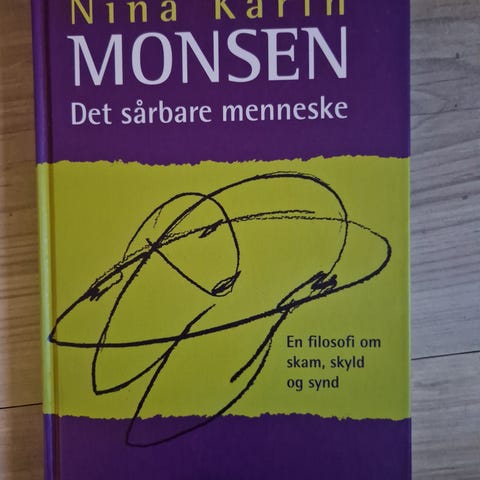 Nina Karin
MONSEN
Det sårbare menneske
En filosofi om
skam, skyld
og synd